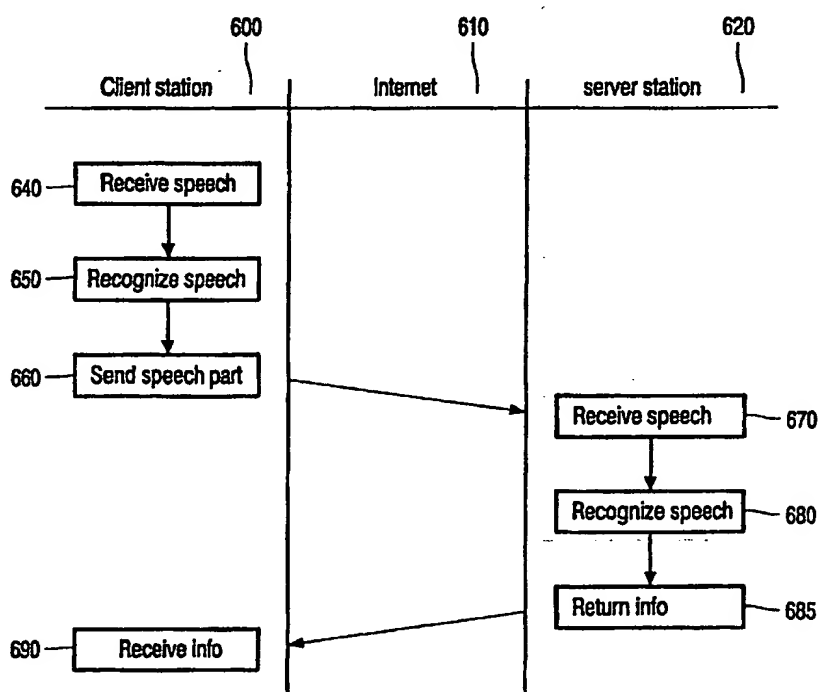 600 610 620
Client station Internet server station
640 Receive speech
650 Recognize speech
660 Send speech part
Receive speech 670
Recognize speech 680
Return info 685
690 Receive info